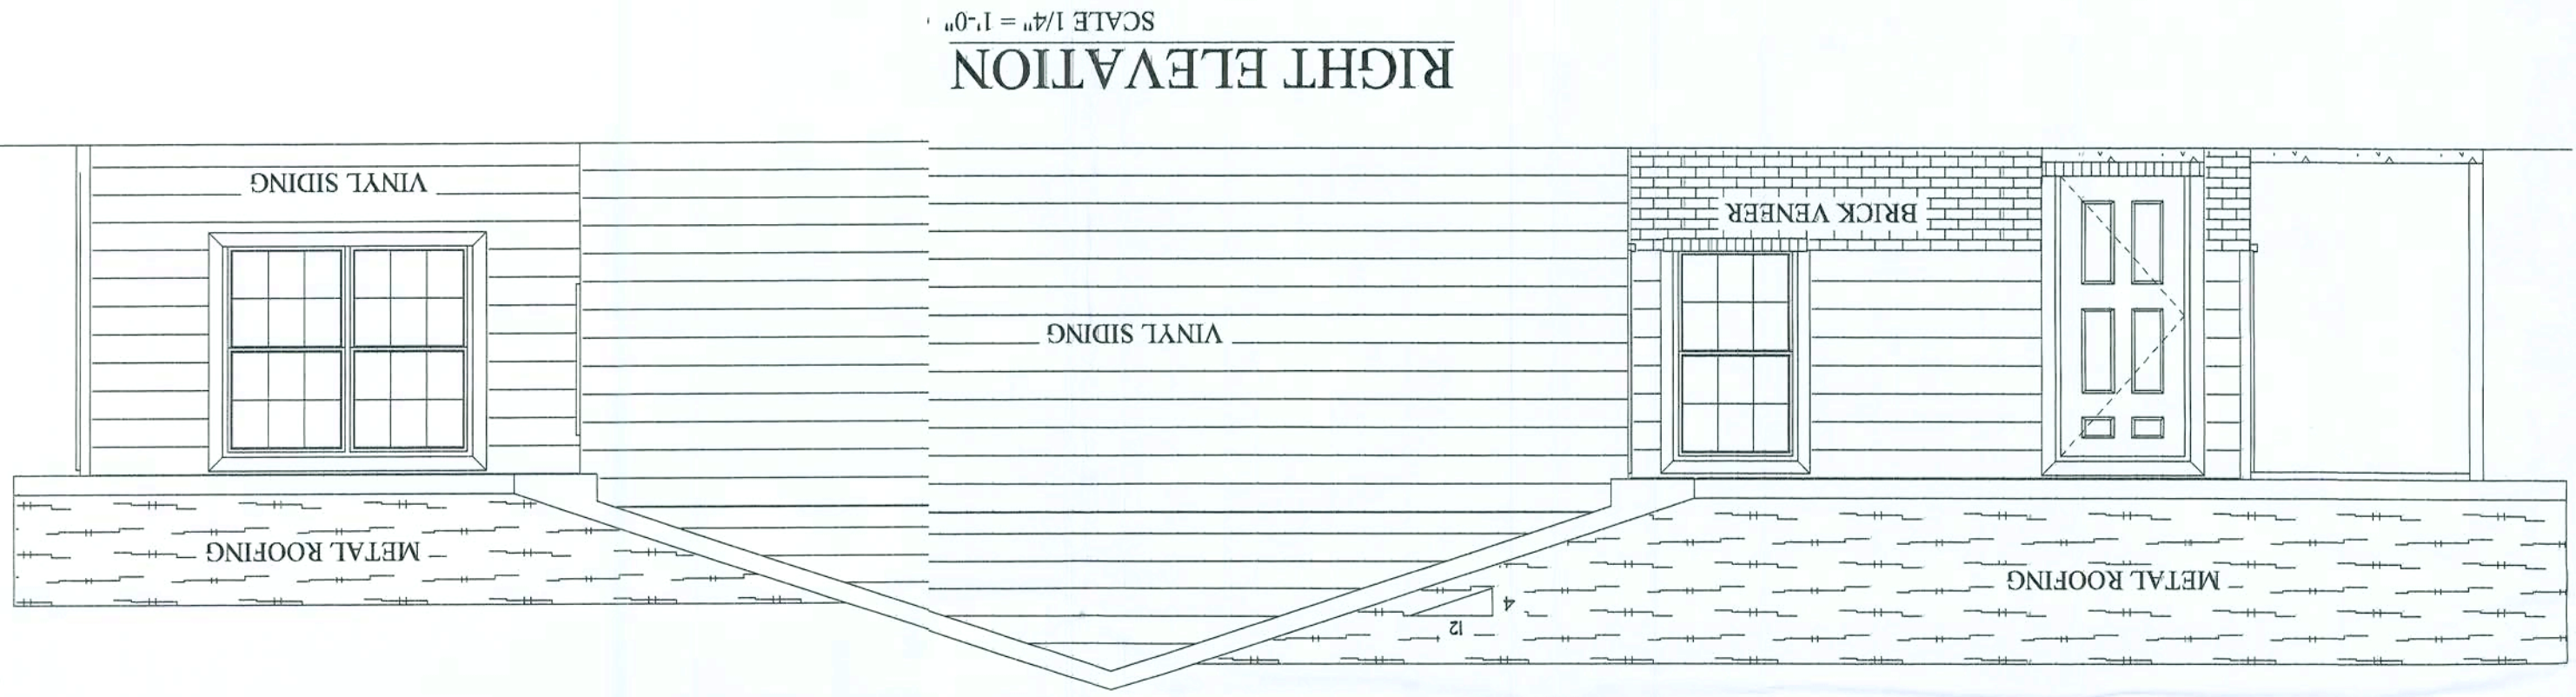 12
4
METAL ROOFING
METAL ROOFING
VINYL SIDING
BRICK VENEER
VINYL SIDING
RIGHT ELEVATION
SCALE 1/4" = 1'-0"